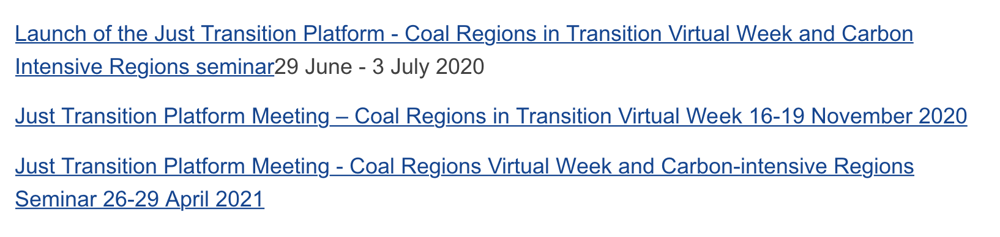 Launch of the Just Transition Platform - Coal Regions in Transition Virtual Week and Carbon
Intensive Regions seminar29 June - 3 July 2020
Just Transition Platform Meeting – Coal Regions in Transition Virtual Week 16-19 November 2020
Just Transition Platform Meeting - Coal Regions Virtual Week and Carbon-intensive Regions
Seminar 26-29 April 2021